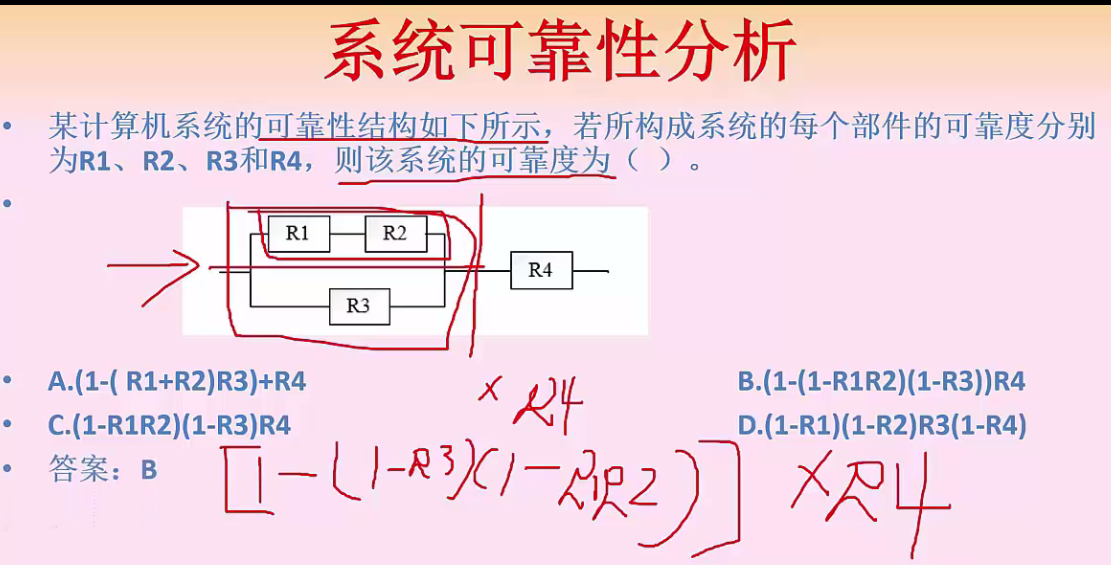 系统可靠性分析
• 某计算机系统的可靠性结构如下所示，若所构成系统的每个部件的可靠度分别
为R1、R2、R3和R4，则该系统的可靠度为（ ）。
R1 R2
R4
R3
• A.(1-( R1+R2)R3)+R4 B.(1-(1-R1R2)(1-R3))R4
×R4
• C.(1-R1R2)(1-R3)R4 D.(1-R1)(1-R2)R3(1-R4)
• 答案：B
[1-(1-R3)(1-R1R2)]×R4